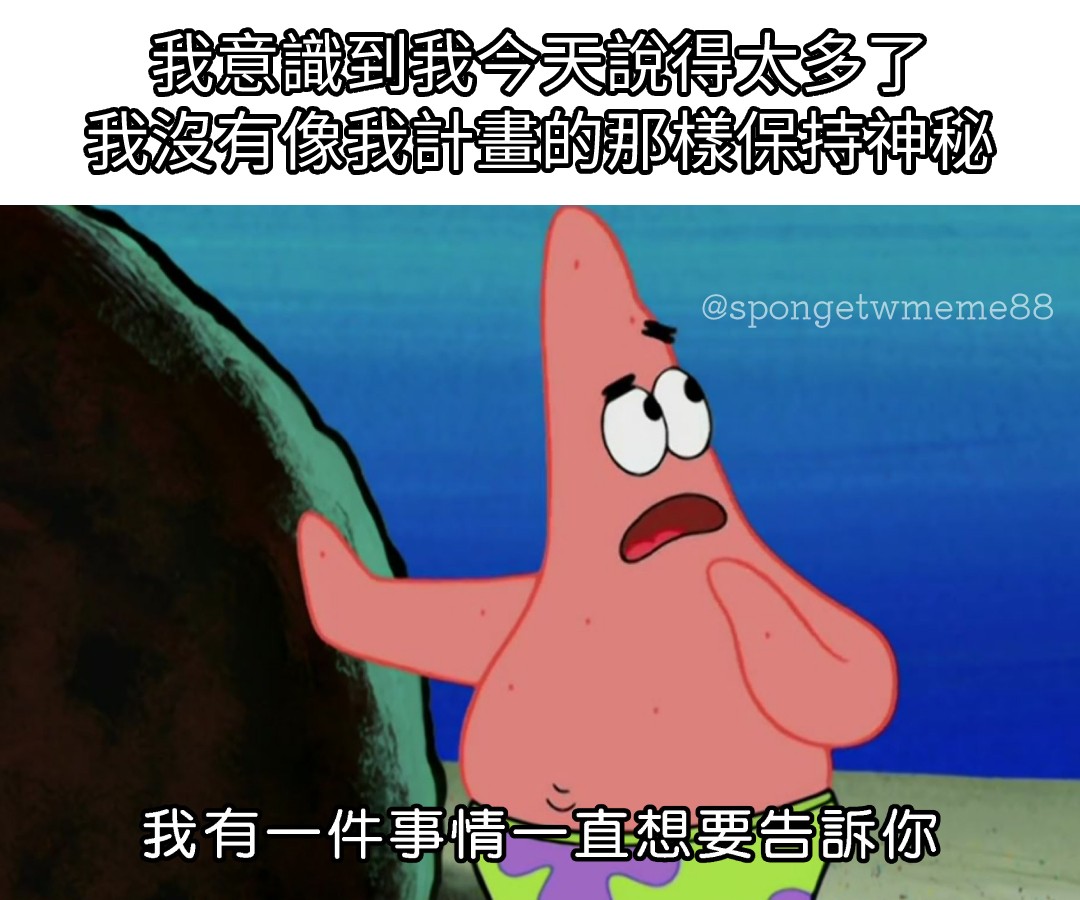 我意識到我今天說得太多了
我沒有像我計畫的那樣保持神秘
@spongetwmeme88
我有一件事情一直想要告訴你